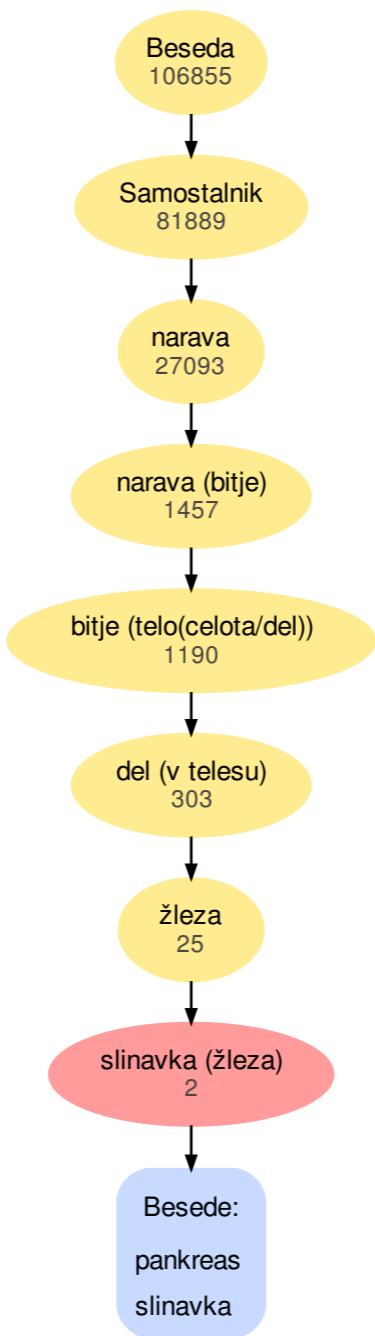 Beseda
106855
Samostalnik
81889
narava
27093
narava (bitje)
1457
bitje (telo(celota/del))
1190
del (v telesu)
303
žleza
25
slinavka (žleza)
2
Besede:
pankreas
slinavka